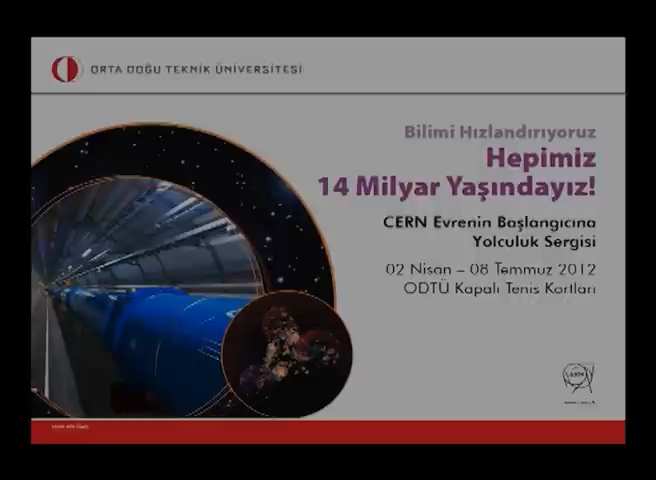 ORTA DOĞU TEKNİK ÜNİVERSİTESİ
Bilimi Hızlandırıyoruz
Hepimiz
14 Milyar Yaşındayız!
CERN Evrenin Başlangıcına
Yolculuk Sergisi
02 Nisan – 08 Temmuz 2012
ODTÜ Kapalı Tenis Kortları
CERN